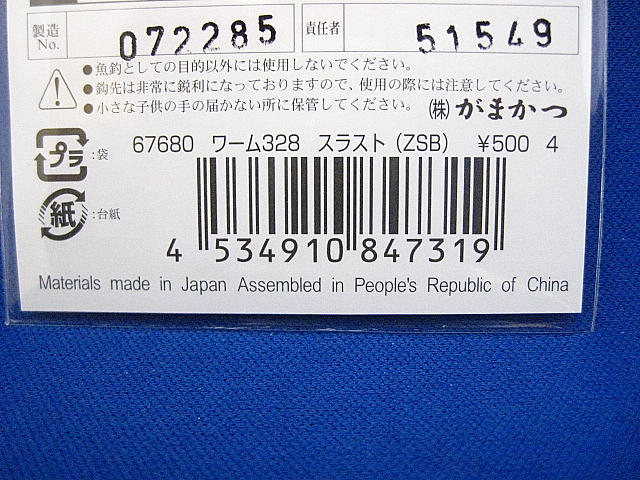 製造 No. 072285 責任者 51549
●魚釣としての目的以外には使用しないでください。
●鈎先は非常に鋭利になっておりますので、使用の際には注意してください。
●小さな子供の手の届かない所に保管してください。 ㈱がまかつ
プラ :袋 67680 ワーム328 スラスト(ZSB) ¥500 4
紙 :台紙
4 534910 847319
Materials made in Japan Assembled in People's Republic of China